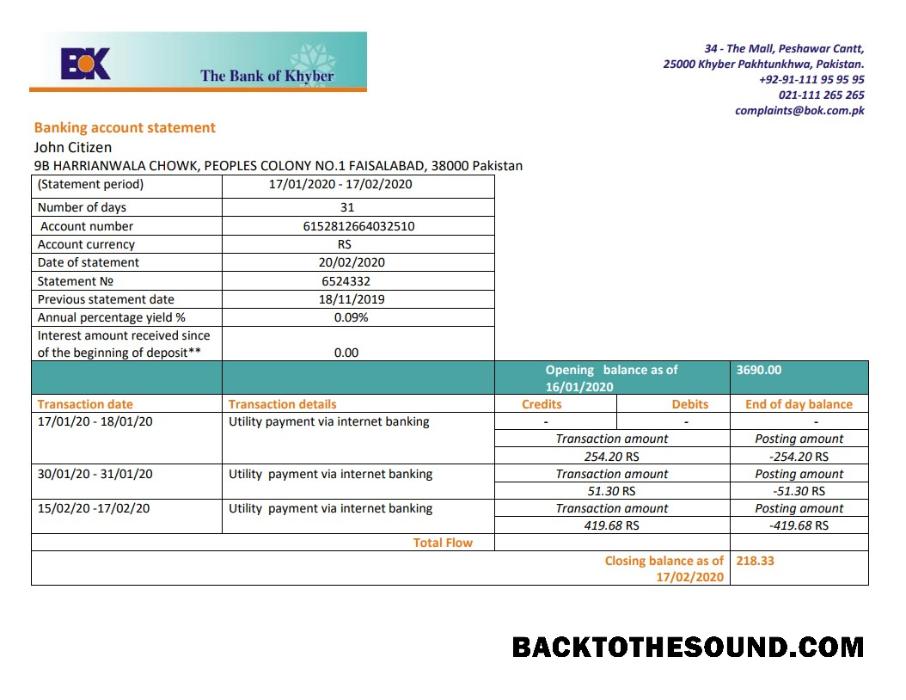 BOK
The Bank of Khyber
34 - The Mall, Peshawar Cantt,
25000 Khyber Pakhtunkhwa, Pakistan.
+92-91-111 95 95 95
021-111 265 265
complaints@bok.com.pk
Banking account statement
John Citizen
9B HARRIANWALA CHOWK, PEOPLES COLONY NO.1 FAISALABAD, 38000 Pakistan
(Statement period) 17/01/2020 - 17/02/2020
Number of days 31
Account number 6152812664032510
Account currency RS
Date of statement 20/02/2020
Statement № 6524332
Previous statement date 18/11/2019
Annual percentage yield % 0.09%
Interest amount received since
of the beginning of deposit** 0.00
Opening balance as of 3690.00
16/01/2020
Transaction date Transaction details Credits Debits End of day balance
17/01/20 - 18/01/20 Utility payment via internet banking - - -
Transaction amount Posting amount
254.20 RS -254.20 RS
30/01/20 - 31/01/20 Utility payment via internet banking Transaction amount Posting amount
51.30 RS -51.30 RS
15/02/20 -17/02/20 Utility payment via internet banking Transaction amount Posting amount
419.68 RS -419.68 RS
Total Flow
Closing balance as of 218.33
17/02/2020
BACKTOTHESOUND.COM